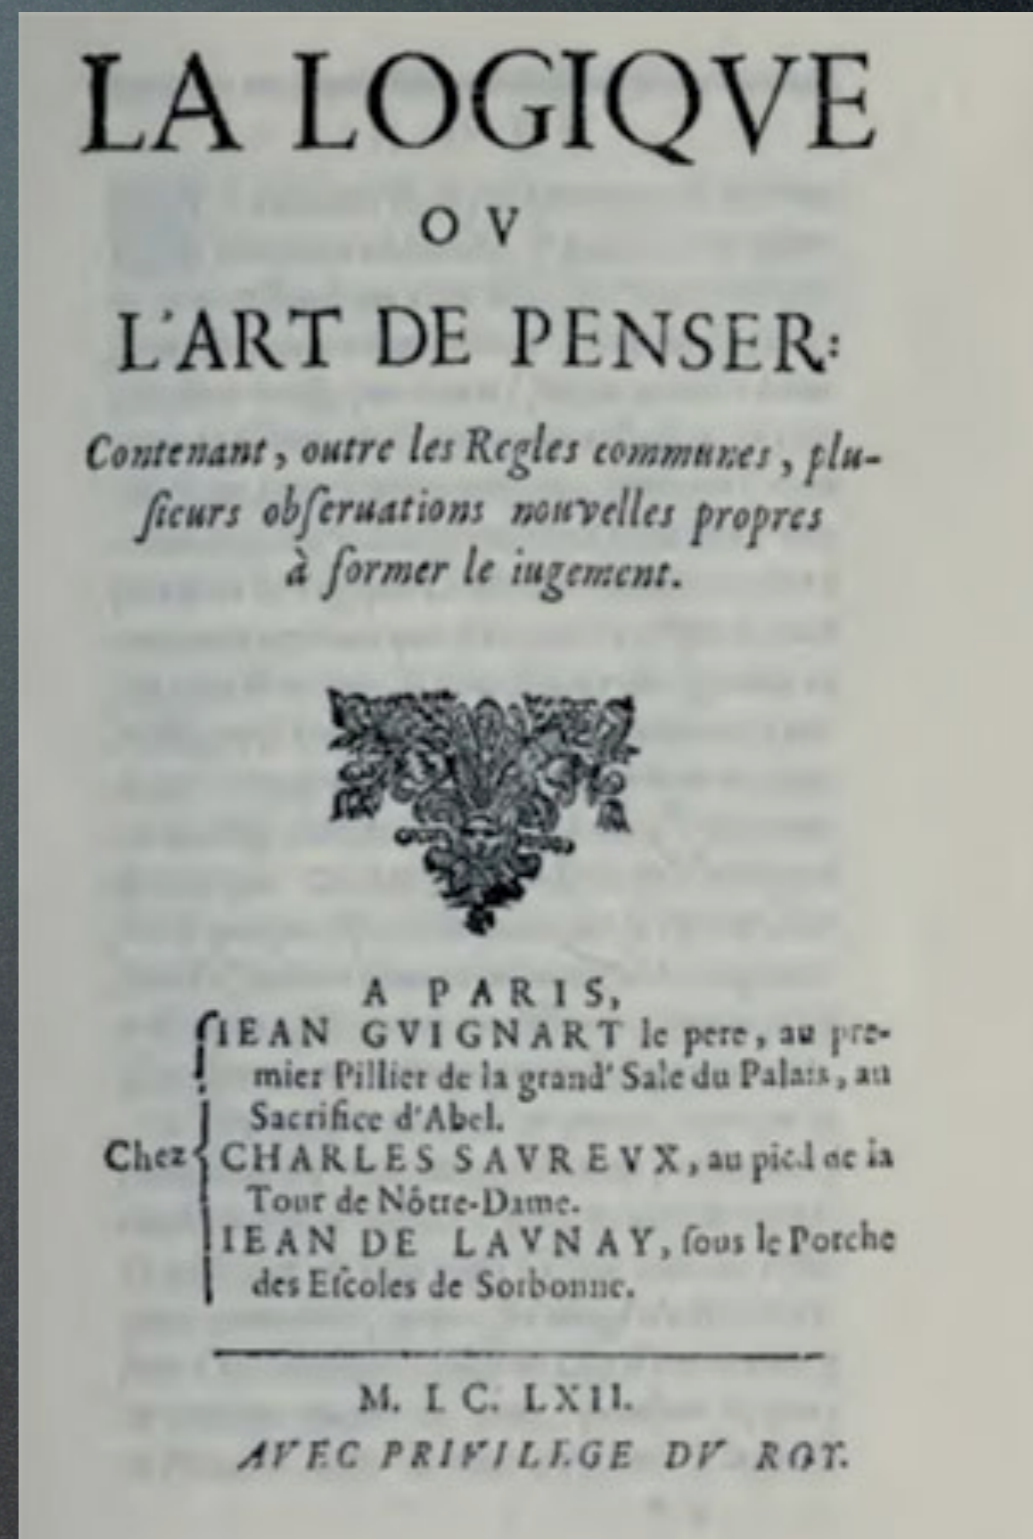 LA LOGIQVE
OV
L'ART DE PENSER:
Contenant, outre les Regles communes, plu-
ſieurs obſeruations nouvelles propres
à former le iugement.
A PARIS,
IEAN GVIGNART le pere, au pre-
mier Pillier de la grand' Sale du Palais, au
Sacrifice d'Abel.
Chez CHARLES SAVREVX, au pied de la
Tour de Nôtre-Dame.
IEAN DE LAVNAY, ſous le Porche
des Eſcoles de Sorbonne.
M. I C. LXII.
AVEC PRIVILEGE DV ROY.